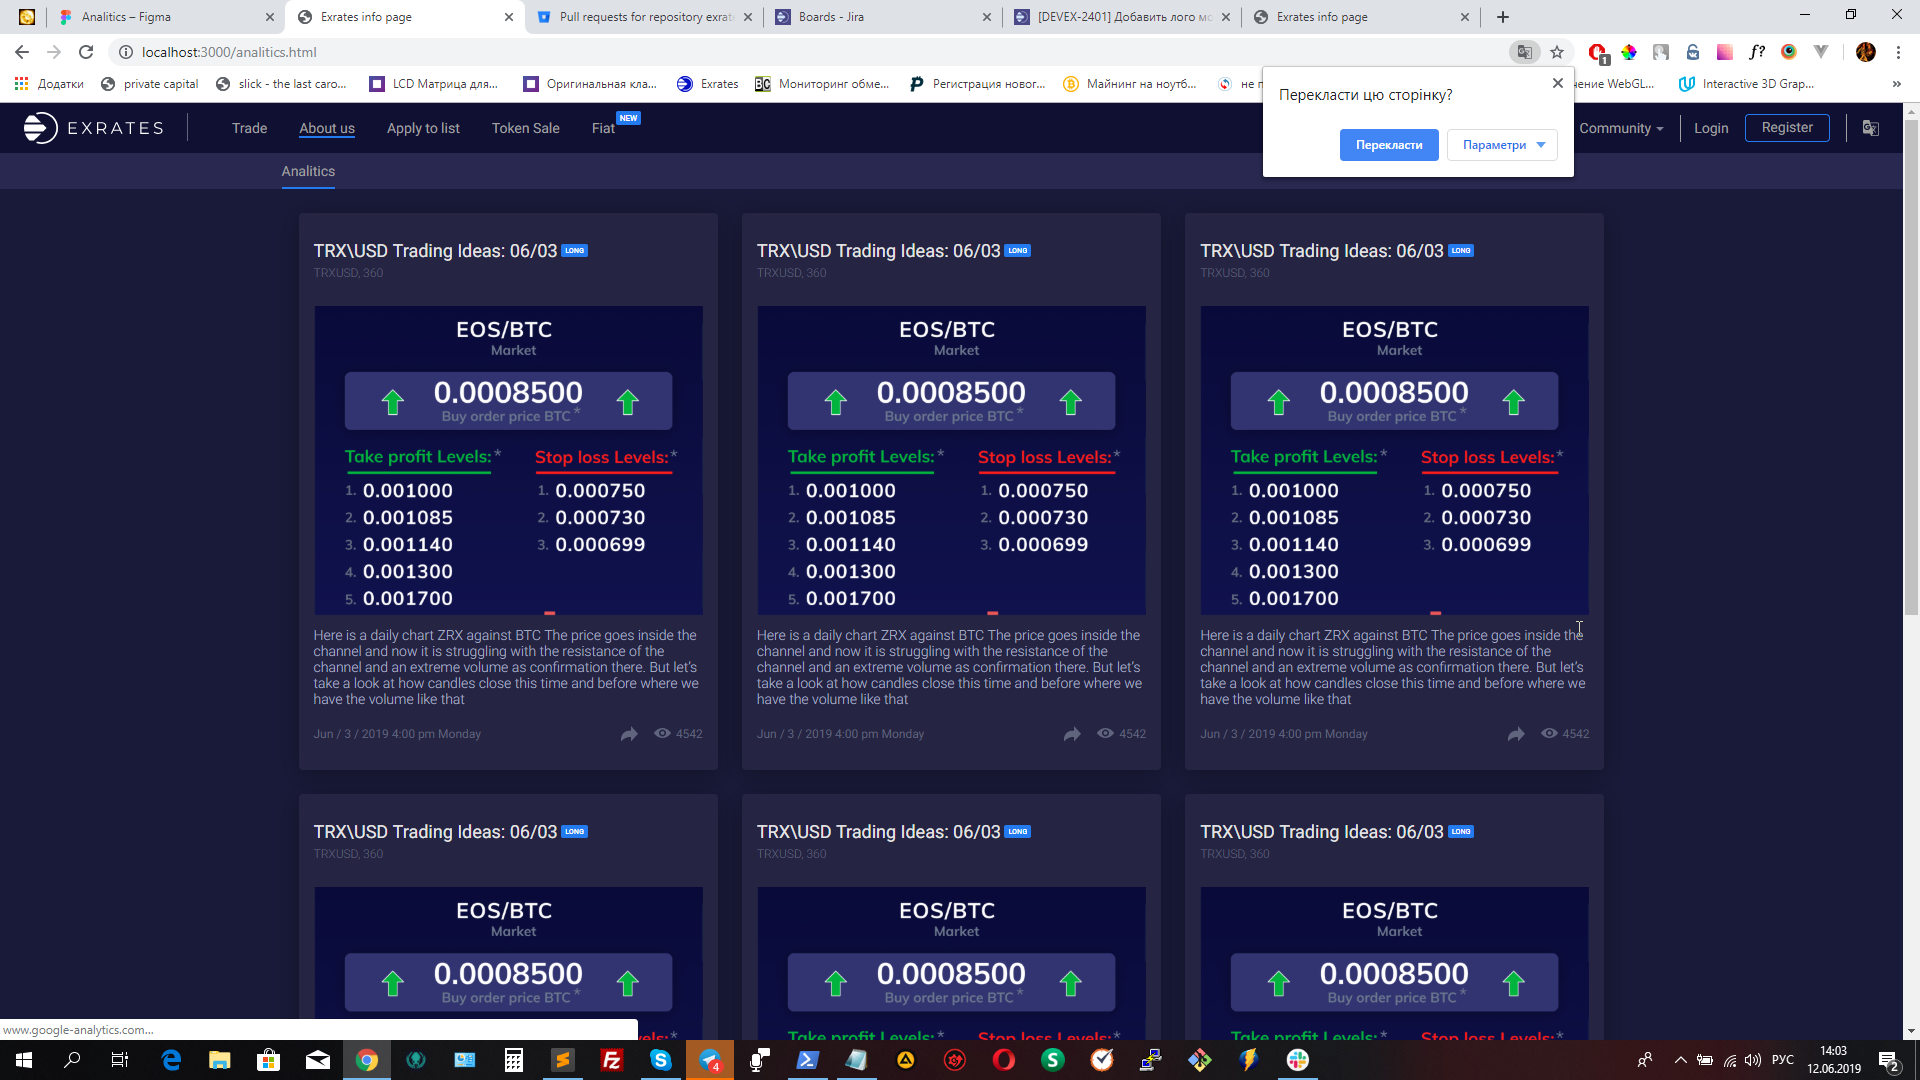 Analitics – Figma
Exrates info page
Pull requests for repository exrate
Boards - Jira
[DEVEX-2401] Добавить лого мо
Exrates info page
localhost:3000/analitics.html
Додатки
private capital
slick - the last caro...
LCD Матрица для...
Оригинальная кла...
Exrates
Мониторинг обме...
Регистрация новог...
Майнинг на ноутб...
не п
чение WebGL...
Interactive 3D Grap...
Перекласти цю сторінку?
Перекласти
Параметри
EXRATES
Trade
About us
Apply to list
Token Sale
Fiat
NEW
Community
Login
Register
Analitics
TRX\USD Trading Ideas: 06/03 LONG
TRXUSD, 360
EOS/BTC
Market
0.0008500
Buy order price BTC *
Take profit Levels: *
1. 0.001000
2. 0.001085
3. 0.001140
4. 0.001300
5. 0.001700
Stop loss Levels: *
1. 0.000750
2. 0.000730
3. 0.000699
Here is a daily chart ZRX against BTC The price goes inside the
channel and now it is struggling with the resistance of the
channel and an extreme volume as confirmation there. But let's
take a look at how candles close this time and before where we
have the volume like that
Jun / 3 / 2019 4:00 pm Monday
4542
TRX\USD Trading Ideas: 06/03 LONG
TRXUSD, 360
EOS/BTC
Market
0.0008500
Buy order price BTC *
Take profit Levels: *
1. 0.001000
2. 0.001085
3. 0.001140
4. 0.001300
5. 0.001700
Stop loss Levels: *
1. 0.000750
2. 0.000730
3. 0.000699
Here is a daily chart ZRX against BTC The price goes inside the
channel and now it is struggling with the resistance of the
channel and an extreme volume as confirmation there. But let's
take a look at how candles close this time and before where we
have the volume like that
Jun / 3 / 2019 4:00 pm Monday
4542
TRX\USD Trading Ideas: 06/03 LONG
TRXUSD, 360
EOS/BTC
Market
0.0008500
Buy order price BTC *
Take profit Levels: *
1. 0.001000
2. 0.001085
3. 0.001140
4. 0.001300
5. 0.001700
Stop loss Levels: *
1. 0.000750
2. 0.000730
3. 0.000699
Here is a daily chart ZRX against BTC The price goes inside the
channel and now it is struggling with the resistance of the
channel and an extreme volume as confirmation there. But let's
take a look at how candles close this time and before where we
have the volume like that
Jun / 3 / 2019 4:00 pm Monday
4542
TRX\USD Trading Ideas: 06/03 LONG
TRXUSD, 360
EOS/BTC
Market
0.0008500
Buy order price BTC *
TRX\USD Trading Ideas: 06/03 LONG
TRXUSD, 360
EOS/BTC
Market
0.0008500
Buy order price BTC *
Take profit Levels: *
Stop loss Levels: *
TRX\USD Trading Ideas: 06/03 LONG
TRXUSD, 360
EOS/BTC
Market
0.0008500
Buy order price BTC *
Take profit Levels: *
Stop loss Levels: *
www.google-analytics.com...
РУС
14:03
12.06.2019
2